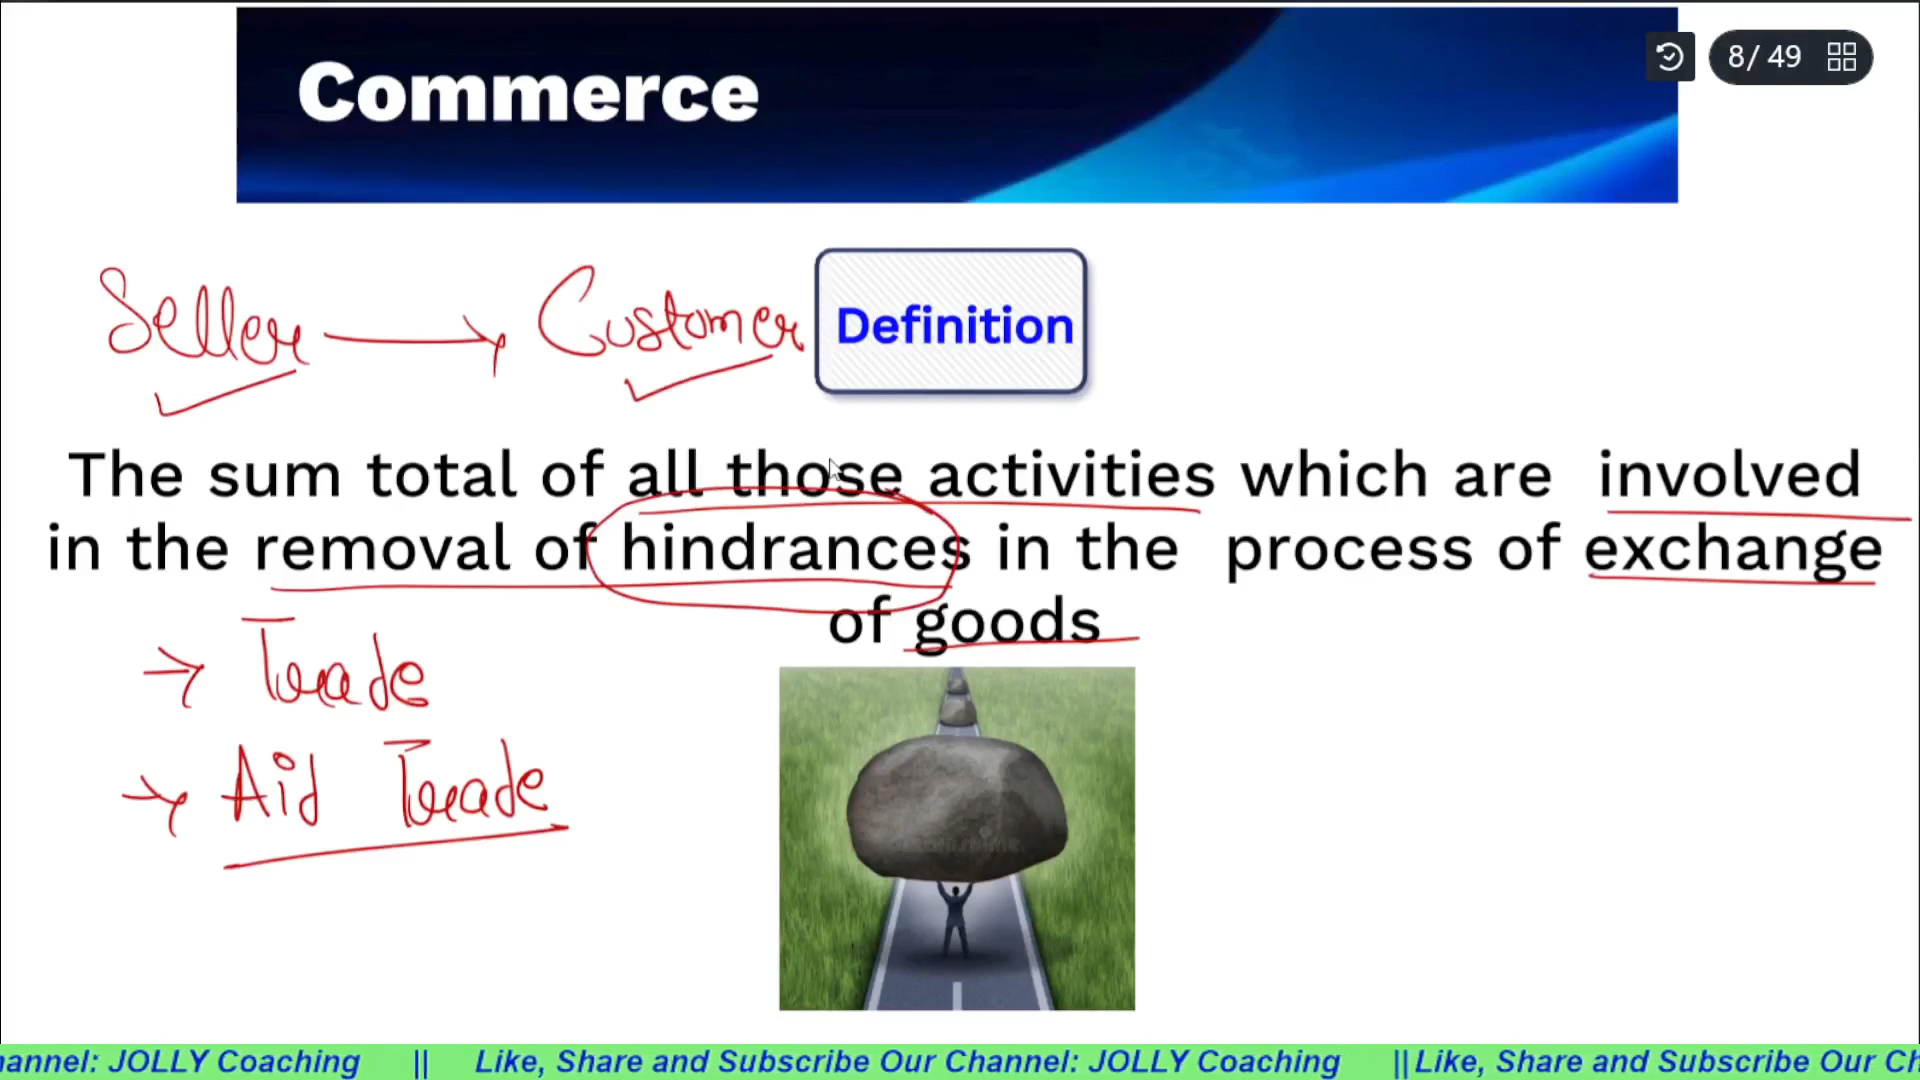 Commerce
8/ 49
Seller → Customer
Definition
The sum total of all those activities which are involved
in the removal of hindrances in the process of exchange
of goods
→ Trade
→ Aid Trade
hannel: JOLLY Coaching || Like, Share and Subscribe Our Channel: JOLLY Coaching || Like, Share and Subscribe Our Ch